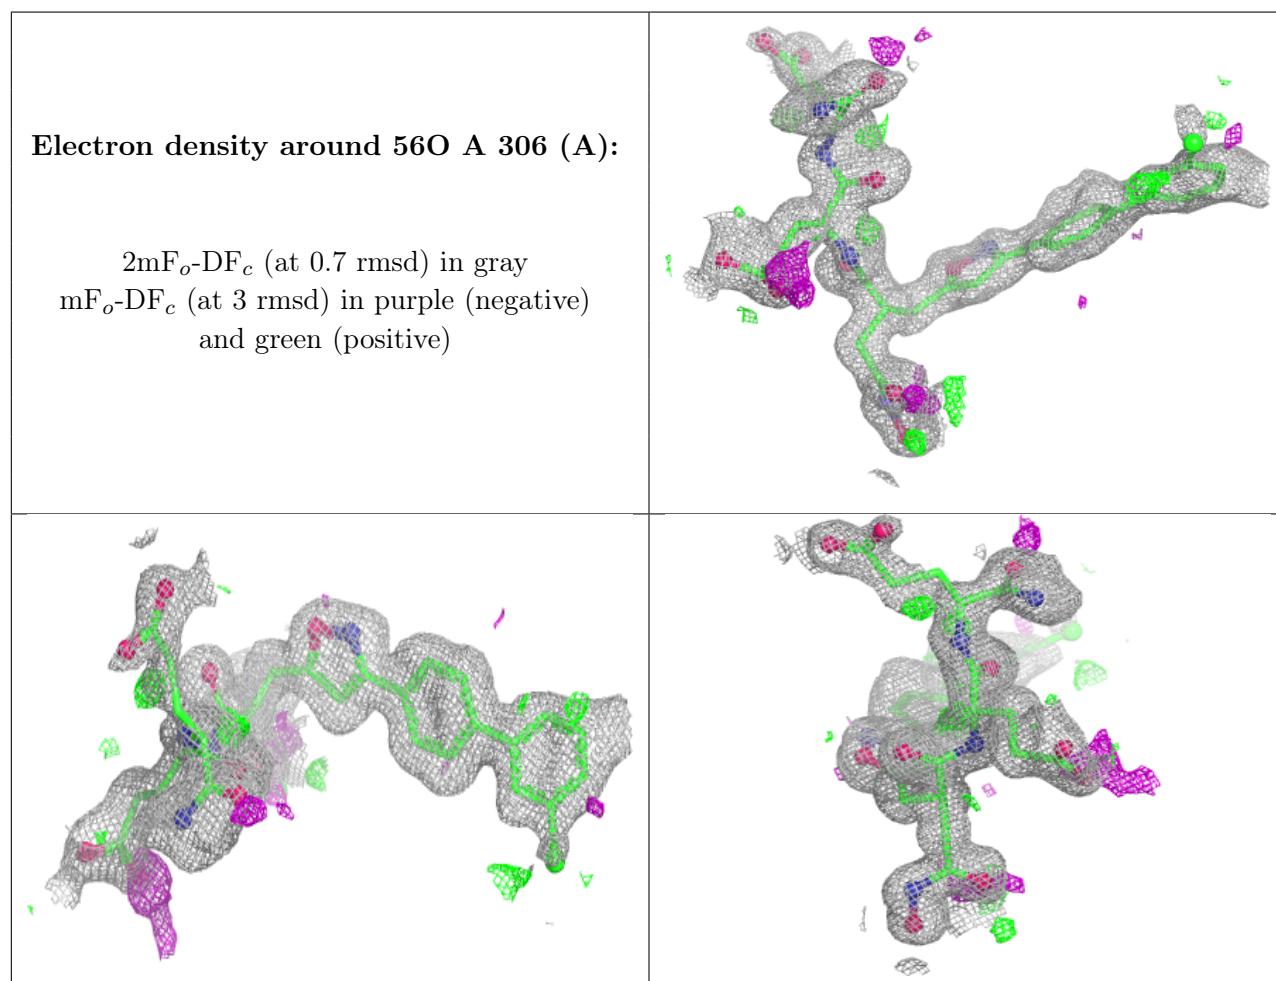 Electron density around 56O A 306 (A):
2mFₒ-DF𝒸 (at 0.7 rmsd) in gray
mFₒ-DF𝒸 (at 3 rmsd) in purple (negative)
and green (positive)